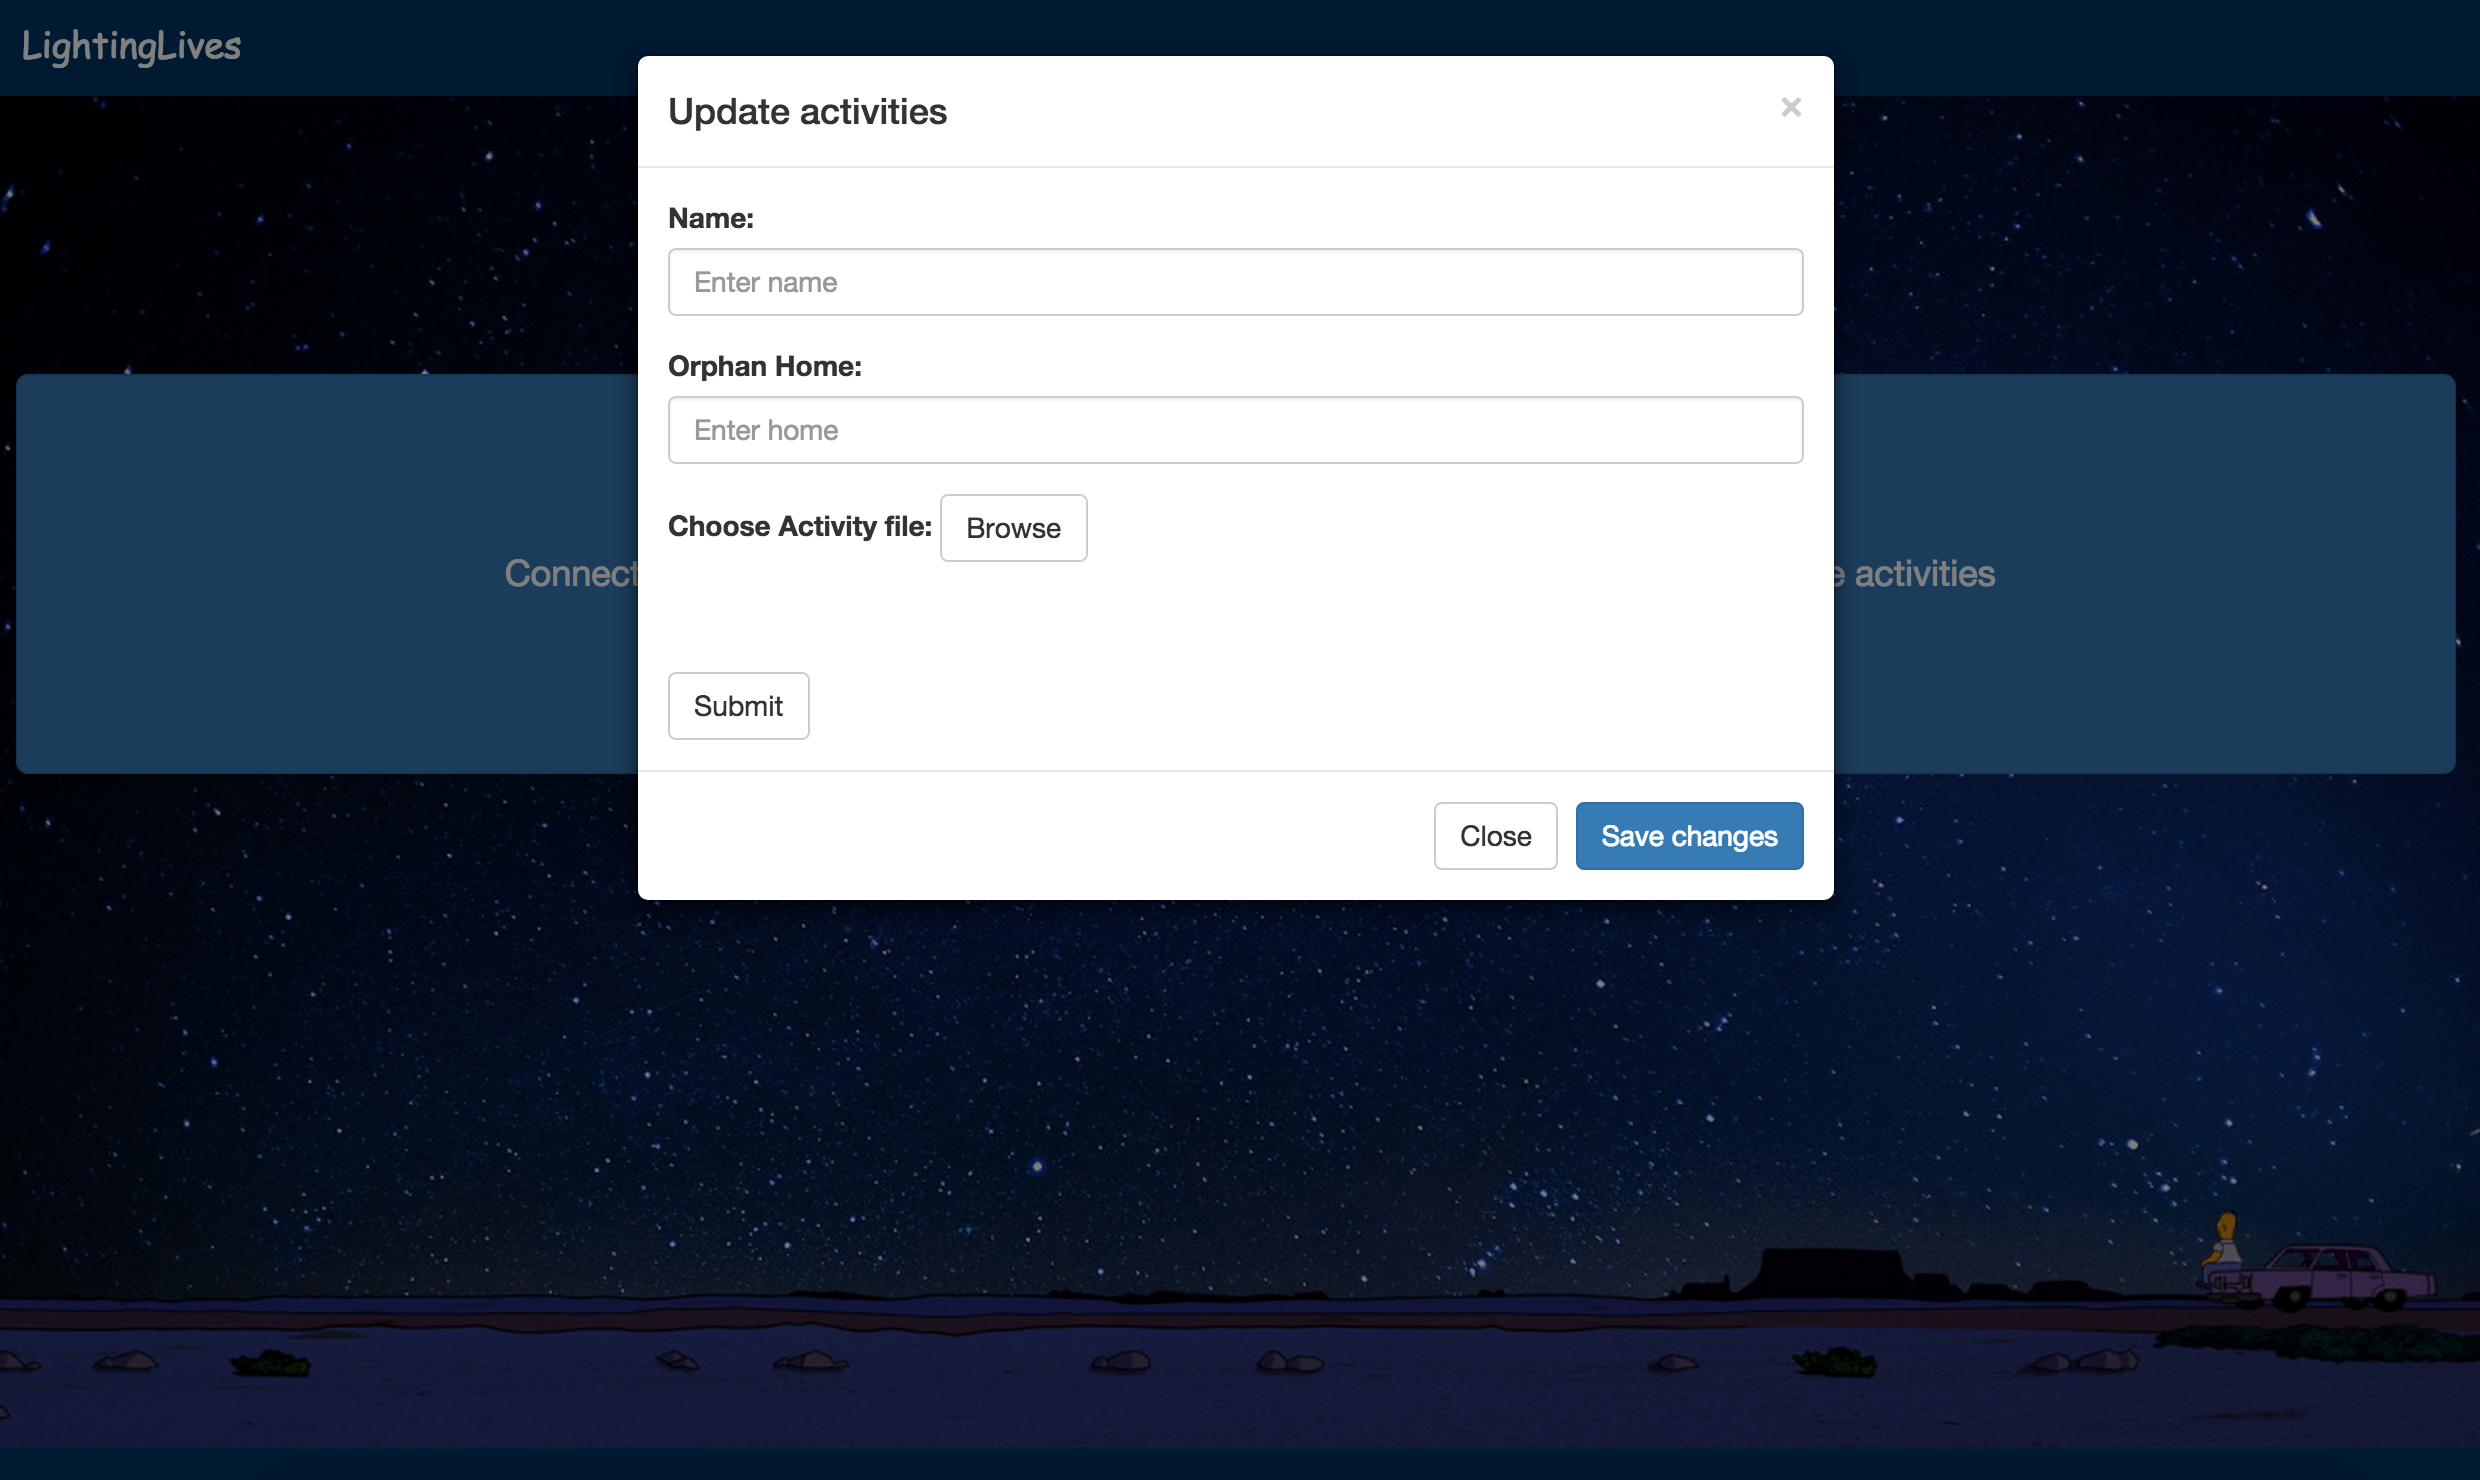 LightingLives
Update activities
×
Name:
Enter name
Orphan Home:
Enter home
Choose Activity file: Browse
Connect
activities
Submit
Close Save changes